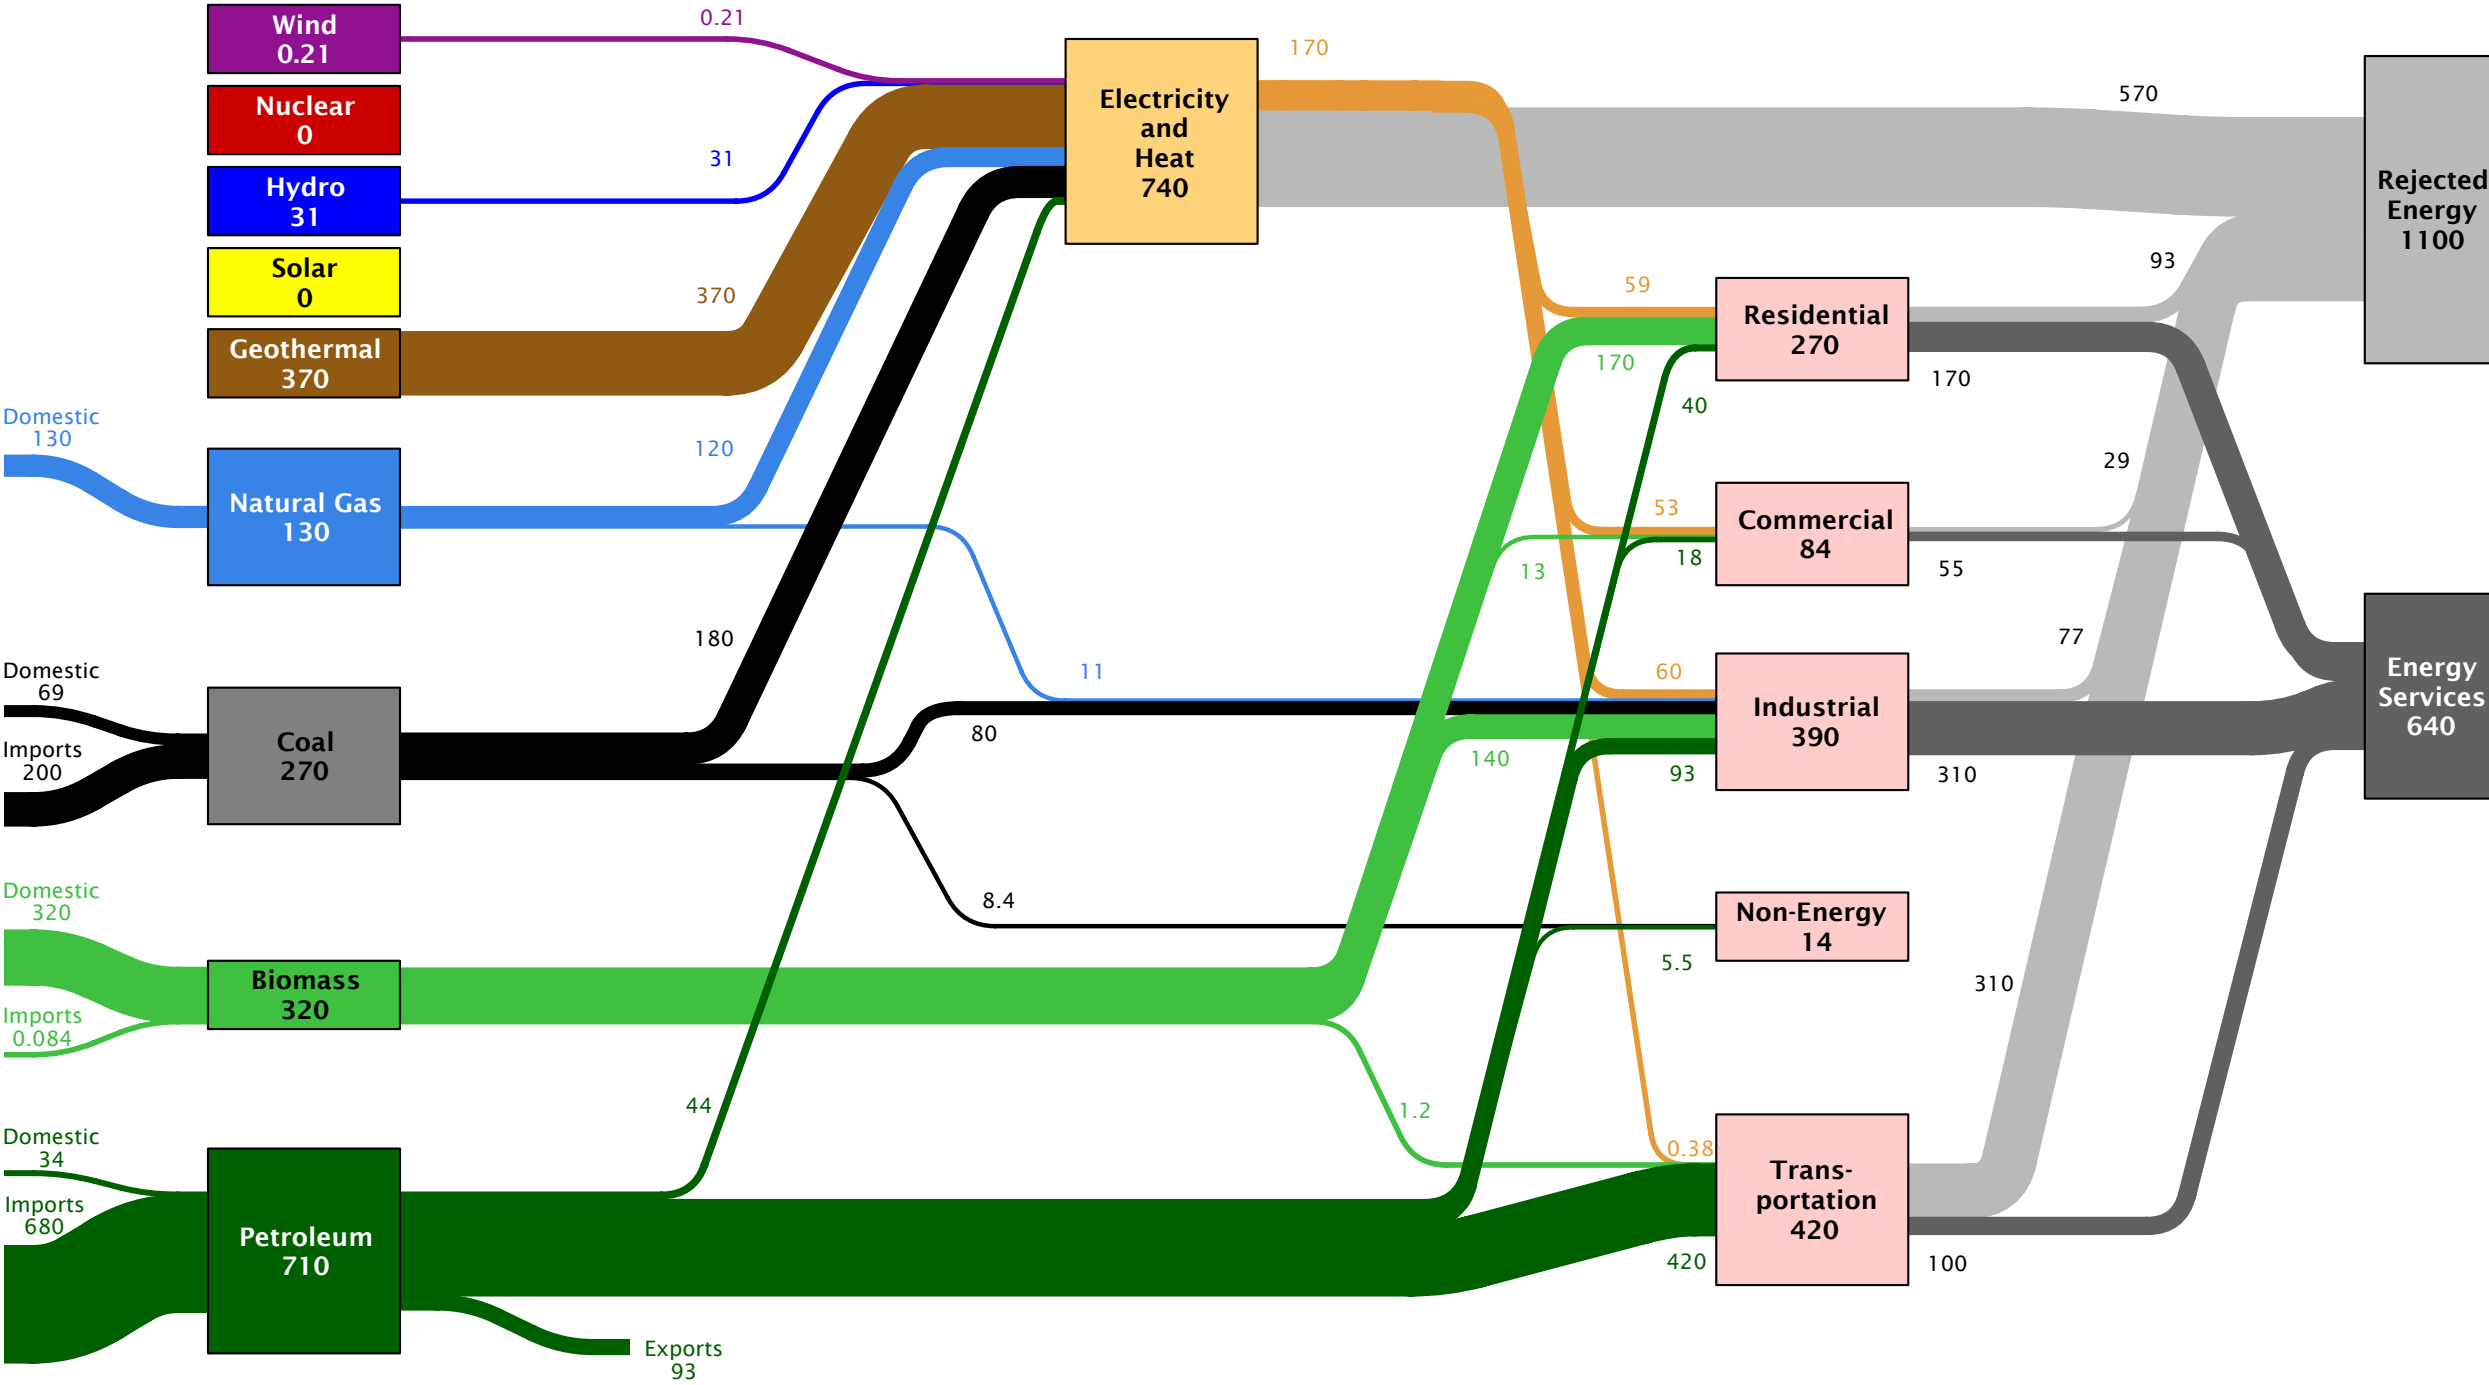 Wind
0.21
0.21
Nuclear
0
Hydro
31
31
Solar
0
Geothermal
370
370
Domestic
130
Natural Gas
130
120
11
Domestic
69
Imports
200
Coal
270
180
80
8.4
Domestic
320
Imports
0.084
Biomass
320
Domestic
34
Imports
680
Petroleum
710
44
Exports
93
Electricity
and
Heat
740
170
570
59
170
40
Residential
270
93
170
53
13
18
Commercial
84
29
55
60
140
93
Industrial
390
77
310
5.5
Non-Energy
14
1.2
0.38
420
Trans-
portation
420
310
100
Rejected
Energy
1100
Energy
Services
640